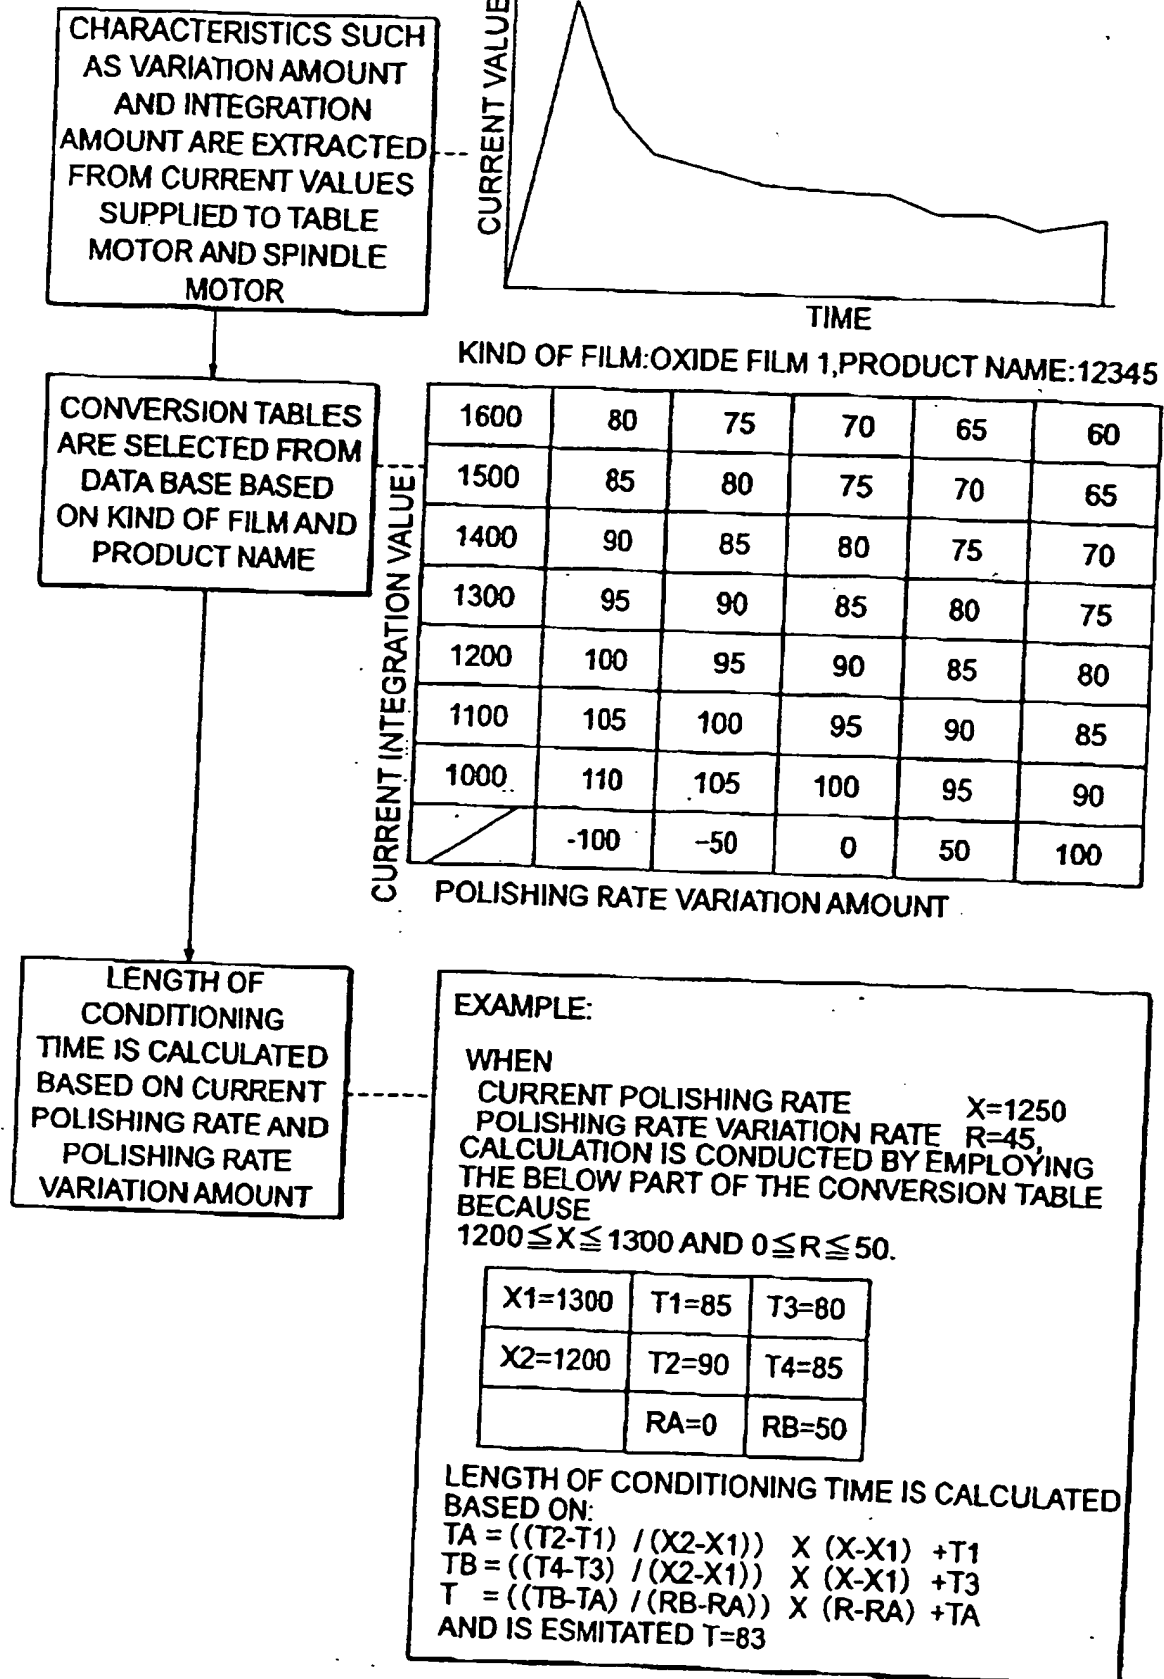 CHARACTERISTICS SUCH
AS VARIATION AMOUNT
AND INTEGRATION
AMOUNT ARE EXTRACTED
FROM CURRENT VALUES
SUPPLIED TO TABLE
MOTOR AND SPINDLE
MOTOR
CURRENT VALUE
TIME
KIND OF FILM:OXIDE FILM 1,PRODUCT NAME:12345
CONVERSION TABLES
ARE SELECTED FROM
DATA BASE BASED
ON KIND OF FILM AND
PRODUCT NAME
CURRENT INTEGRATION VALUE
1600 80 75 70 65 60
1500 85 80 75 70 65
1400 90 85 80 75 70
1300 95 90 85 80 75
1200 100 95 90 85 80
1100 105 100 95 90 85
1000 110 105 100 95 90
-100 -50 0 50 100
POLISHING RATE VARIATION AMOUNT
LENGTH OF
CONDITIONING
TIME IS CALCULATED
BASED ON CURRENT
POLISHING RATE AND
POLISHING RATE
VARIATION AMOUNT
EXAMPLE:
WHEN
CURRENT POLISHING RATE X=1250
POLISHING RATE VARIATION RATE R=45,
CALCULATION IS CONDUCTED BY EMPLOYING
THE BELOW PART OF THE CONVERSION TABLE
BECAUSE
1200≦X≦1300 AND 0≦R≦50.
X1=1300 T1=85 T3=80
X2=1200 T2=90 T4=85
RA=0 RB=50
LENGTH OF CONDITIONING TIME IS CALCULATED
BASED ON:
TA = ((T2-T1) /(X2-X1)) X (X-X1) +T1
TB = ((T4-T3) /(X2-X1)) X (X-X1) +T3
T = ((TB-TA) /(RB-RA)) X (R-RA) +TA
AND IS ESMITATED T=83